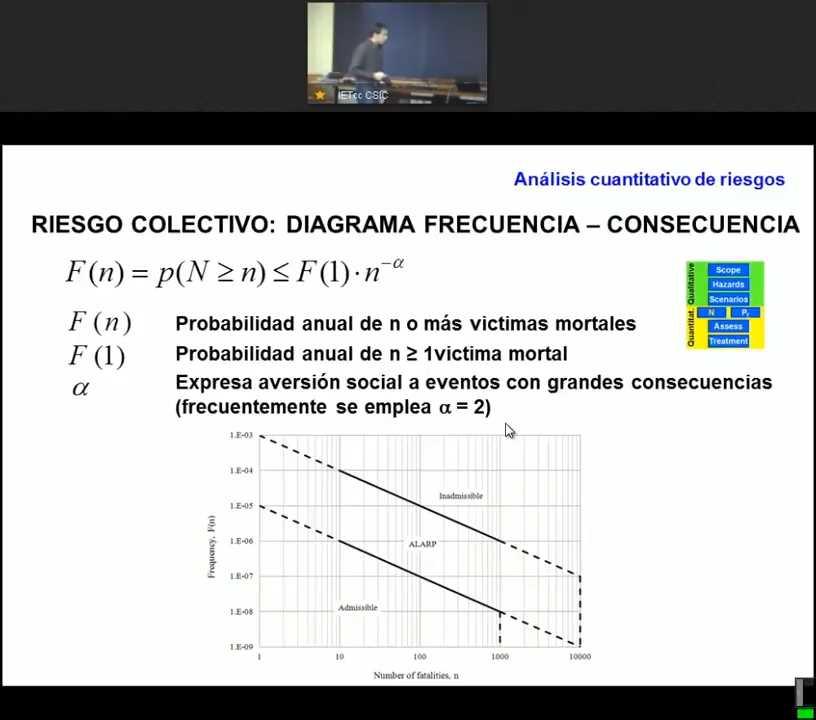 IETcc CSIC
Análisis cuantitativo de riesgos
RIESGO COLECTIVO: DIAGRAMA FRECUENCIA – CONSECUENCIA
F(n) = p(N ≥ n) ≤ F(1) · n^{-α}
F(n) Probabilidad anual de n o más victimas mortales
F(1) Probabilidad anual de n ≥ 1victima mortal
α Expresa aversión social a eventos con grandes consecuencias
(frecuentemente se emplea α = 2)
Qualitative
Scope
Hazards
Scenarios
Quantitat.
N Pf
Assess
Treatment
Frequency, F(n)
1.E-03
1.E-04
1.E-05
1.E-06
1.E-07
1.E-08
1.E-09
Inadmissible
ALARP
Admissible
1 10 100 1000 10000
Number of fatalities, n